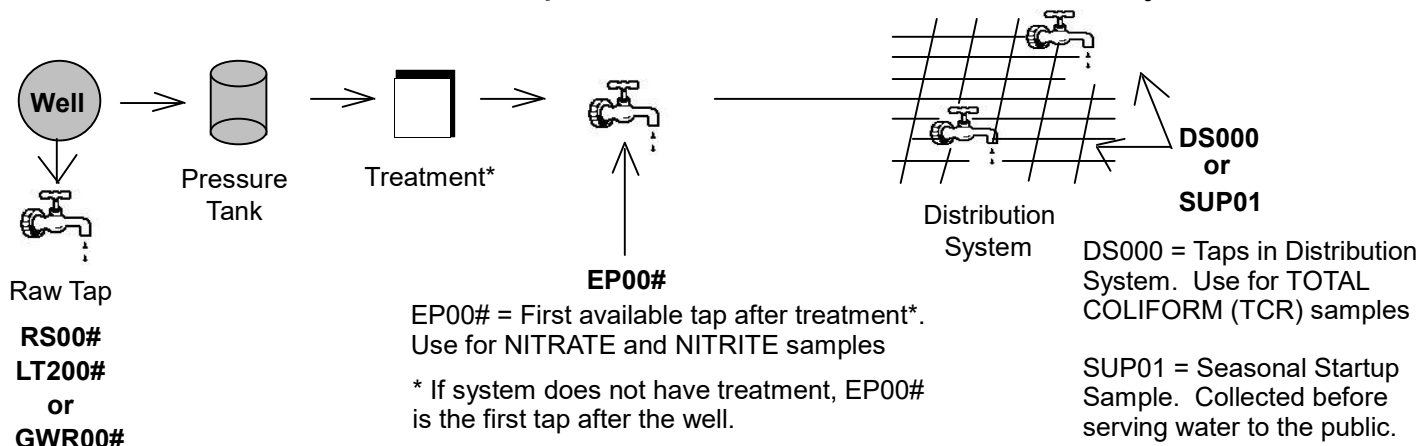 Well
Pressure
Tank
Treatment*
Raw Tap
RS00#
LT200#
or
GWR00#
EP00#
EP00# = First available tap after treatment*.
Use for NITRATE and NITRITE samples
* If system does not have treatment, EP00#
is the first tap after the well.
Distribution
System
DS000
or
SUP01
DS000 = Taps in Distribution
System.  Use for TOTAL
COLIFORM (TCR) samples
SUP01 = Seasonal Startup
Sample.  Collected before
serving water to the public.